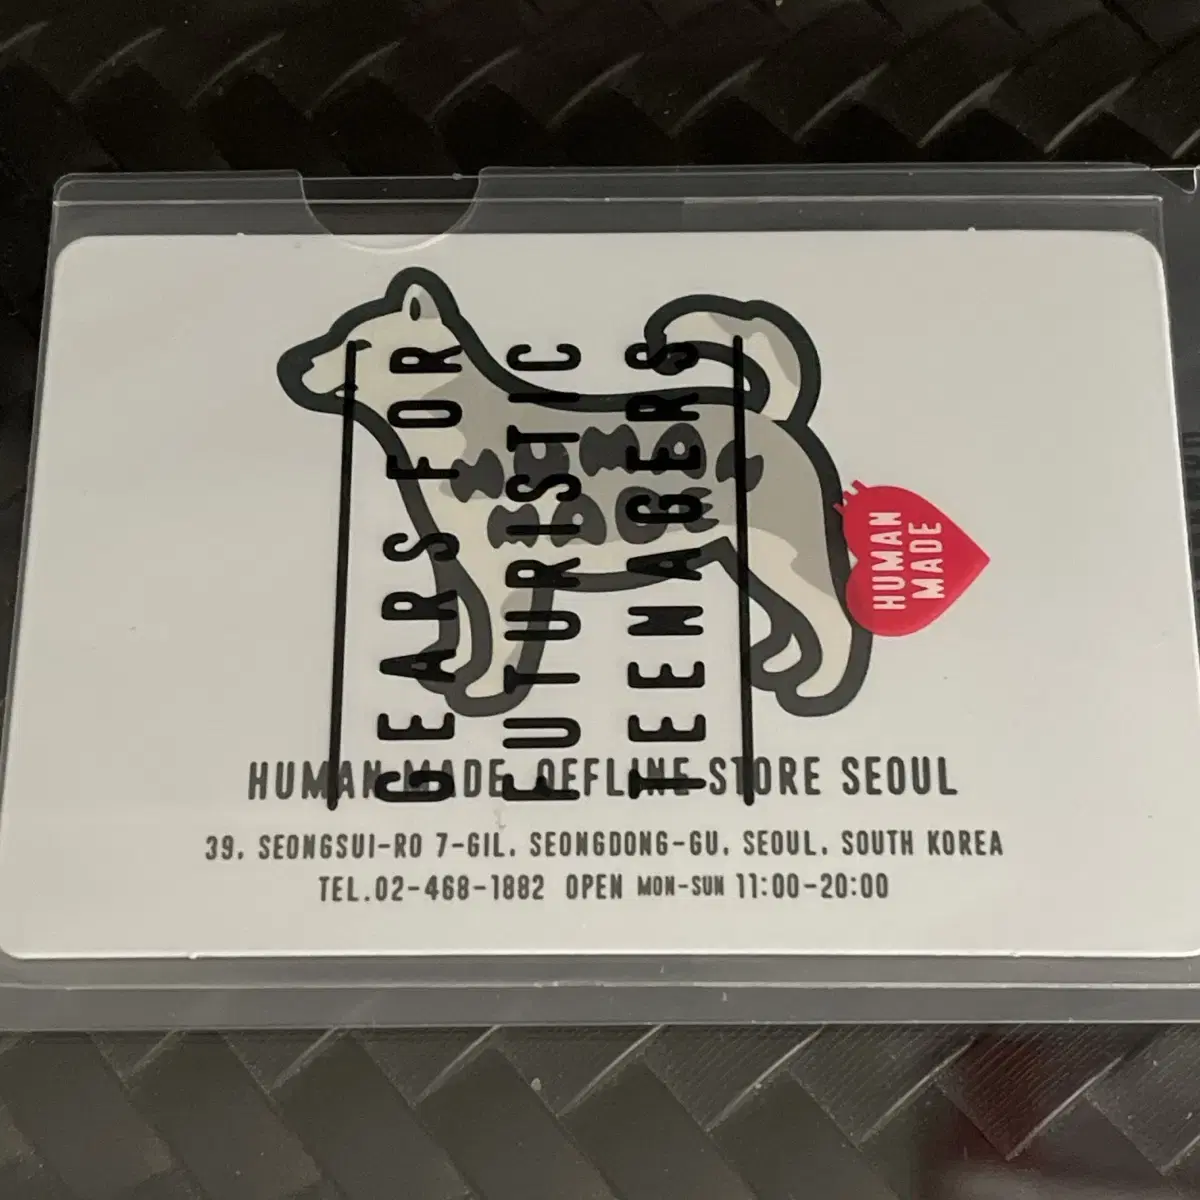 GEARS FOR
FUTURISTIC
TEENAGERS
HUMAN
MADE
HUMAN MADE OFFLINE STORE SEOUL
39, SEONGSUI-RO 7-GIL, SEONGDONG-GU, SEOUL, SOUTH KOREA
TEL.02-468-1882 OPEN MON-SUN 11:00-20:00